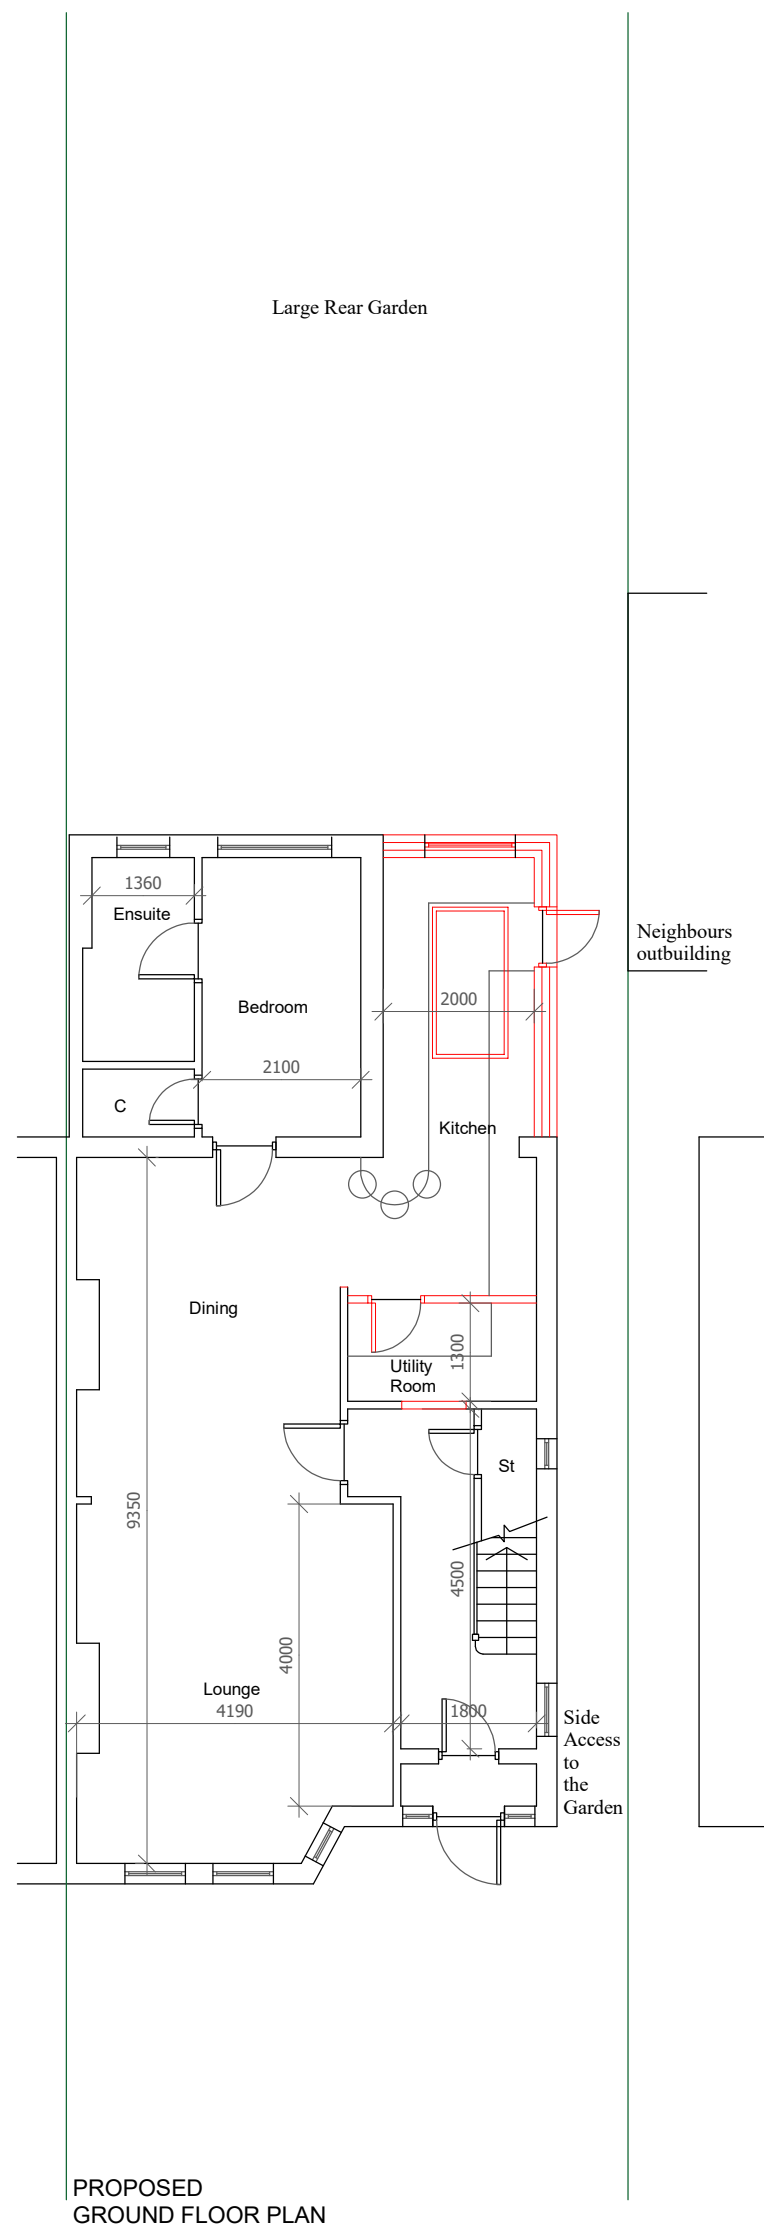 Large Rear Garden
1360
Ensuite
Neighbours
outbuilding
Bedroom
2000
2100
C
Kitchen
Dining
1300
Utility
Room
St
9350
4500
4000
Lounge
4190
1800
Side
Access
to
the
Garden
PROPOSED
GROUND FLOOR PLAN